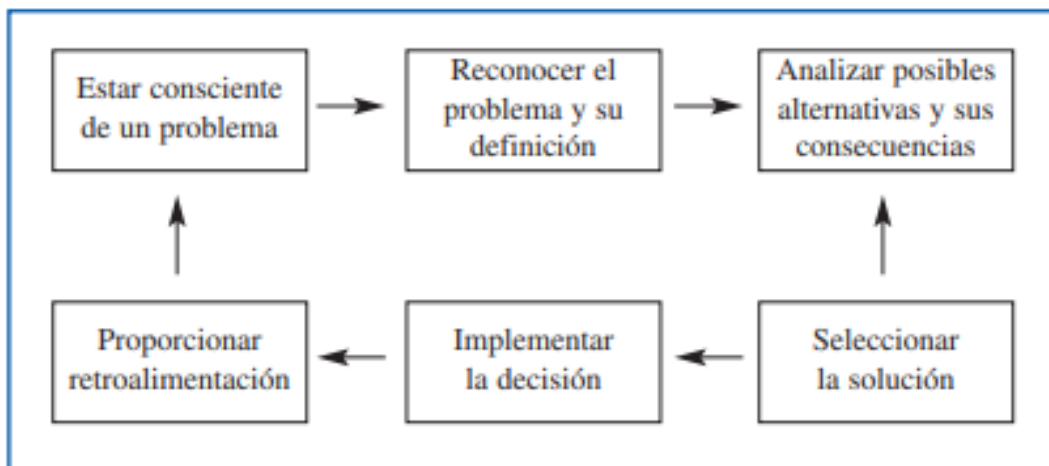 Estar consciente
de un problema
Reconocer el
problema y su
definición
Analizar posibles
alternativas y sus
consecuencias
Proporcionar
retroalimentación
Implementar
la decisión
Seleccionar
la solución